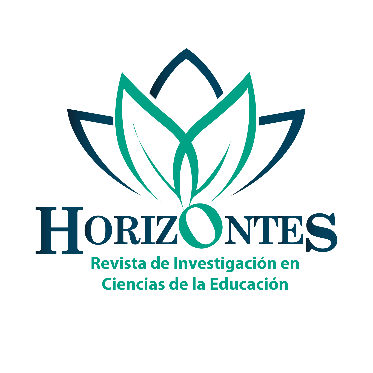 HORIZONTES
Revista de Investigación en
Ciencias de la Educación